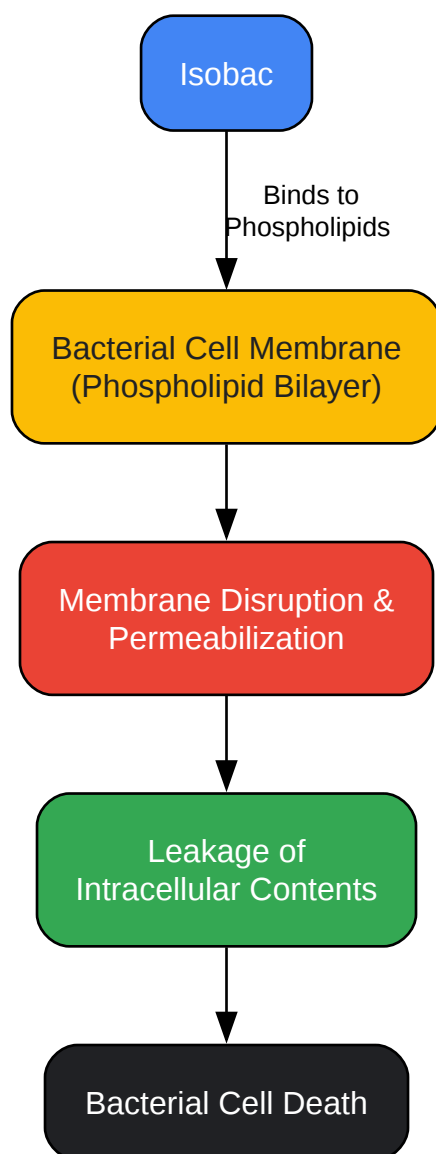 Isobac
Binds to
Phospholipids
Bacterial Cell Membrane
(Phospholipid Bilayer)
Membrane Disruption &
Permeabilization
Leakage of
Intracellular Contents
Bacterial Cell Death